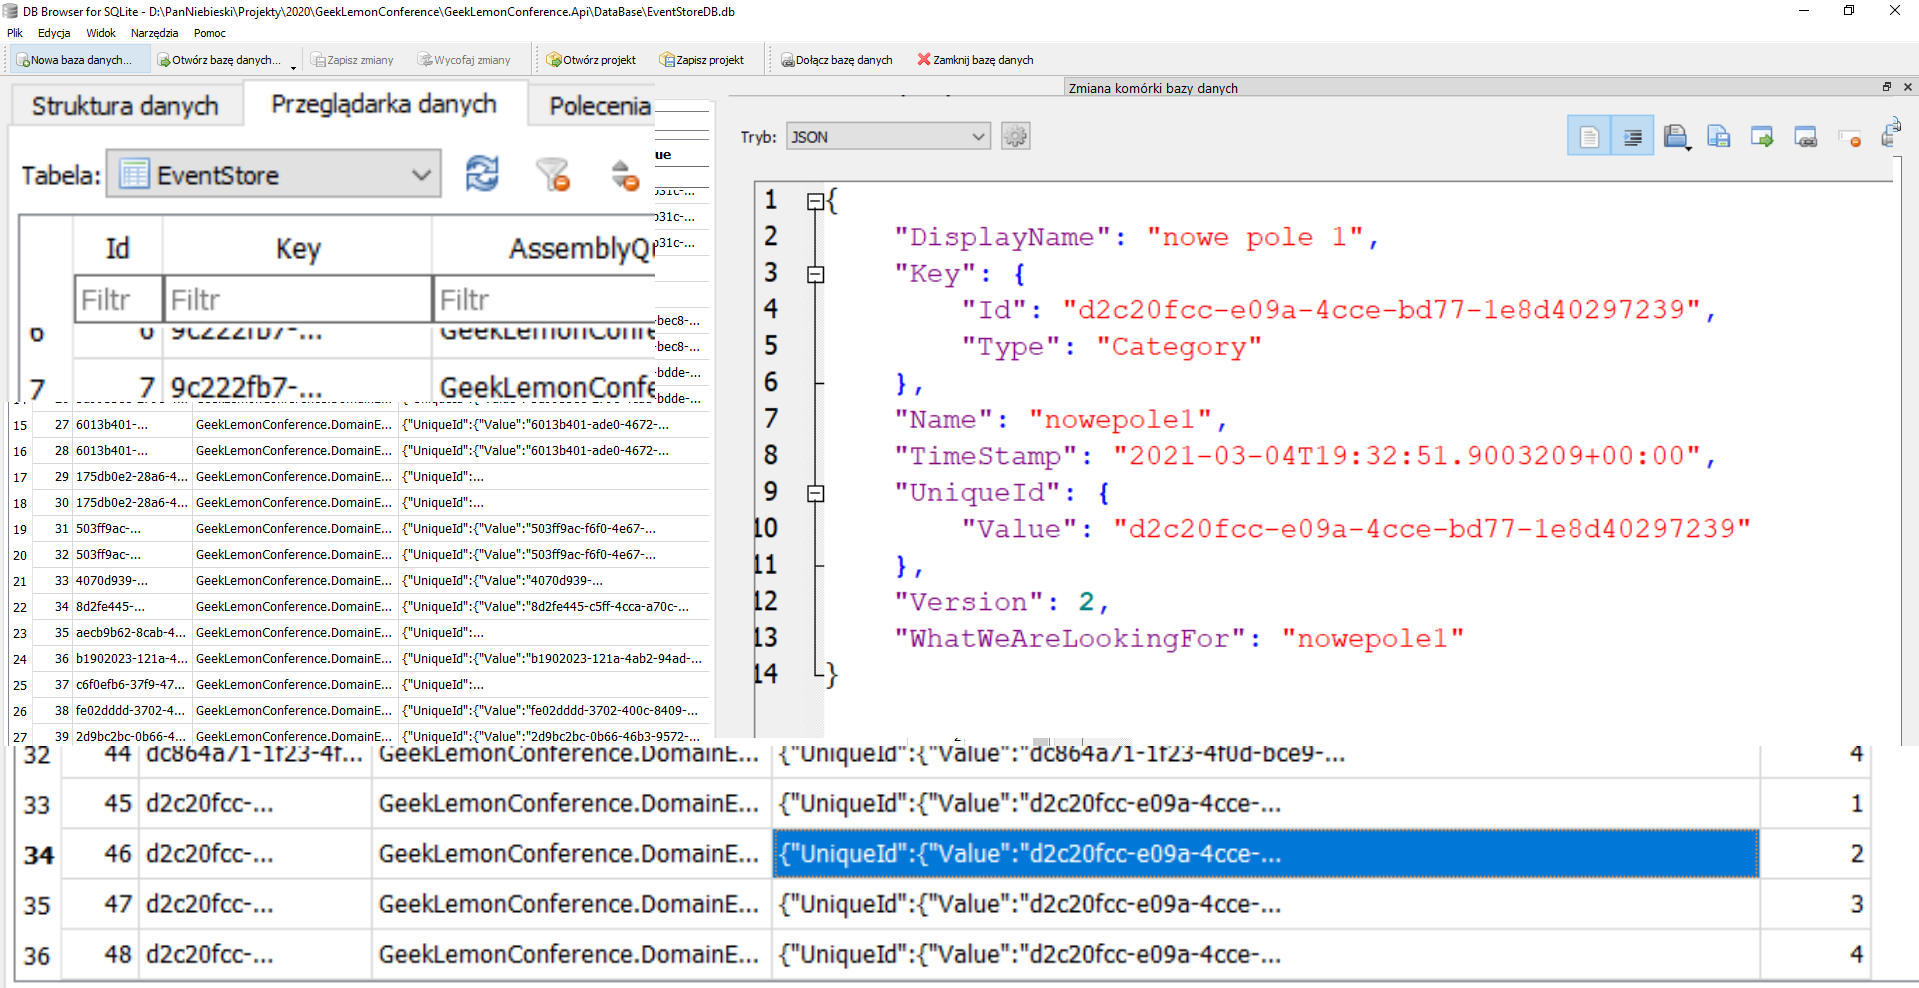 DB Browser for SQLite - D:\PanNiebieski\Projekty\2020\GeekLemonConference\GeekLemonConference.Api\DataBase\EventStoreDB.db
Plik Edycja Widok Narzędzia Pomoc
Nowa baza danych... Otwórz bazę danych... Zapisz zmiany Wycofaj zmiany Otwórz projekt Zapisz projekt Dołącz bazę danych Zamknij bazę danych
Struktura danych Przeglądarka danych Polecenia
Tabela: EventStore
Id Key AssemblyQu
Filtr Filtr Filtr
6 6 9c222fb7-... GeekLemonConfe
7 7 9c222fb7-... GeekLemonConfe
ue
b31c-...
b31c-...
b31c-...
-bec8-...
-bec8-...
-bdde-...
-bdde-...
15 27 6013b401-... GeekLemonConference.DomainE... {"UniqueId":{"Value":"6013b401-ade0-4672-...
16 28 6013b401-... GeekLemonConference.DomainE... {"UniqueId":{"Value":"6013b401-ade0-4672-...
17 29 175db0e2-28a6-4... GeekLemonConference.DomainE... {"UniqueId":...
18 30 175db0e2-28a6-4... GeekLemonConference.DomainE... {"UniqueId":...
19 31 503ff9ac-... GeekLemonConference.DomainE... {"UniqueId":{"Value":"503ff9ac-f6f0-4e67-...
20 32 503ff9ac-... GeekLemonConference.DomainE... {"UniqueId":{"Value":"503ff9ac-f6f0-4e67-...
21 33 4070d939-... GeekLemonConference.DomainE... {"UniqueId":{"Value":"4070d939-...
22 34 8d2fe445-... GeekLemonConference.DomainE... {"UniqueId":{"Value":"8d2fe445-c5ff-4cca-a70c-...
23 35 aecb9b62-8cab-4... GeekLemonConference.DomainE... {"UniqueId":...
24 36 b1902023-121a-4... GeekLemonConference.DomainE... {"UniqueId":{"Value":"b1902023-121a-4ab2-94ad-...
25 37 c6f0efb6-37f9-47... GeekLemonConference.DomainE... {"UniqueId":...
26 38 fe02dddd-3702-4... GeekLemonConference.DomainE... {"UniqueId":{"Value":"fe02dddd-3702-400c-8409-...
27 39 2d9bc2bc-0b66-4... GeekLemonConference.DomainE... {"UniqueId":{"Value":"2d9bc2bc-0b66-46b3-9572-...
Zmiana komórki bazy danych
Tryb: JSON
1 {
2 "DisplayName": "nowe pole 1",
3 "Key": {
4 "Id": "d2c20fcc-e09a-4cce-bd77-1e8d40297239",
5 "Type": "Category"
6 },
7 "Name": "nowepole1",
8 "TimeStamp": "2021-03-04T19:32:51.9003209+00:00",
9 "UniqueId": {
10 "Value": "d2c20fcc-e09a-4cce-bd77-1e8d40297239"
11 },
12 "Version": 2,
13 "WhatWeAreLookingFor": "nowepole1"
14 }
32 44 dc864a71-1f23-4f... GeekLemonConference.DomainE... {"UniqueId":{"Value":"dc864a71-1f23-4f0d-bce9-... 4
33 45 d2c20fcc-... GeekLemonConference.DomainE... {"UniqueId":{"Value":"d2c20fcc-e09a-4cce-... 1
34 46 d2c20fcc-... GeekLemonConference.DomainE... {"UniqueId":{"Value":"d2c20fcc-e09a-4cce-... 2
35 47 d2c20fcc-... GeekLemonConference.DomainE... {"UniqueId":{"Value":"d2c20fcc-e09a-4cce-... 3
36 48 d2c20fcc-... GeekLemonConference.DomainE... {"UniqueId":{"Value":"d2c20fcc-e09a-4cce-... 4